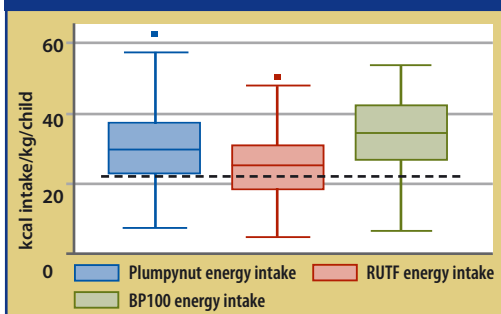 60
40
20
0
kcal intake/kg/child
Plumpynut energy intake
RUTF energy intake
BP100 energy intake